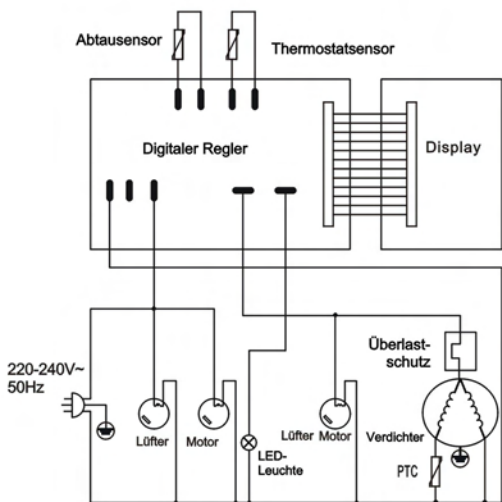 Abtausensor
Thermostatsensor
Digitaler Regler
Display
220-240V~
50Hz
Lüfter
Motor
LED-
Leuchte
Lüfter Motor
Überlast-
schutz
Verdichter
PTC